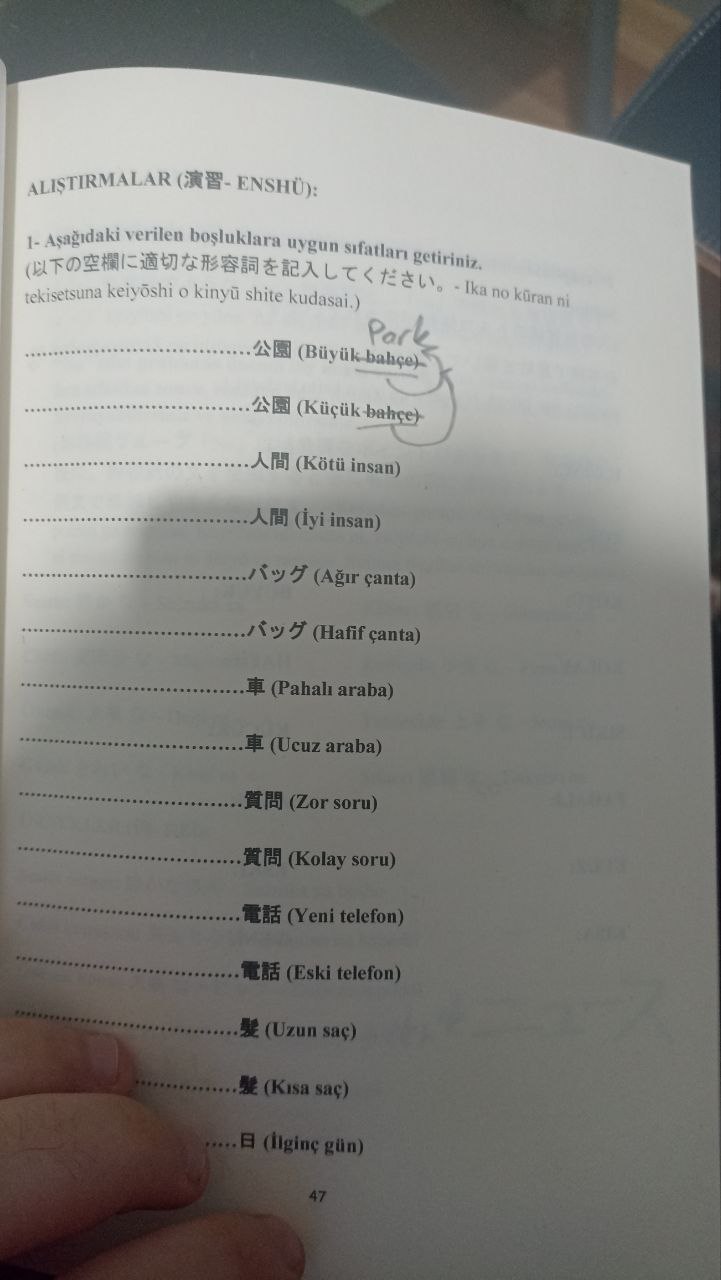 ALIŞTIRMALAR (演習- ENSHÜ):
1- Aşağıdaki verilen boşluklara uygun sıfatları getiriniz.
(以下の空欄に適切な形容詞を記入してください。- Ika no kūran ni
tekisetsuna keiyōshi o kinyū shite kudasai.)
Park
.......................................公園 (Büyük bahçe)
.......................................公園 (Küçük bahçe)
.......................................人間 (Kötü insan)
.......................................人間 (İyi insan)
.......................................バッグ (Ağır çanta)
.......................................バッグ (Hafif çanta)
.......................................車 (Pahalı araba)
.......................................車 (Ucuz araba)
.......................................質問 (Zor soru)
.......................................質問 (Kolay soru)
.......................................電話 (Yeni telefon)
.......................................電話 (Eski telefon)
.......................................髪 (Uzun saç)
..................髪 (Kısa saç)
.....日 (İlginç gün)
47